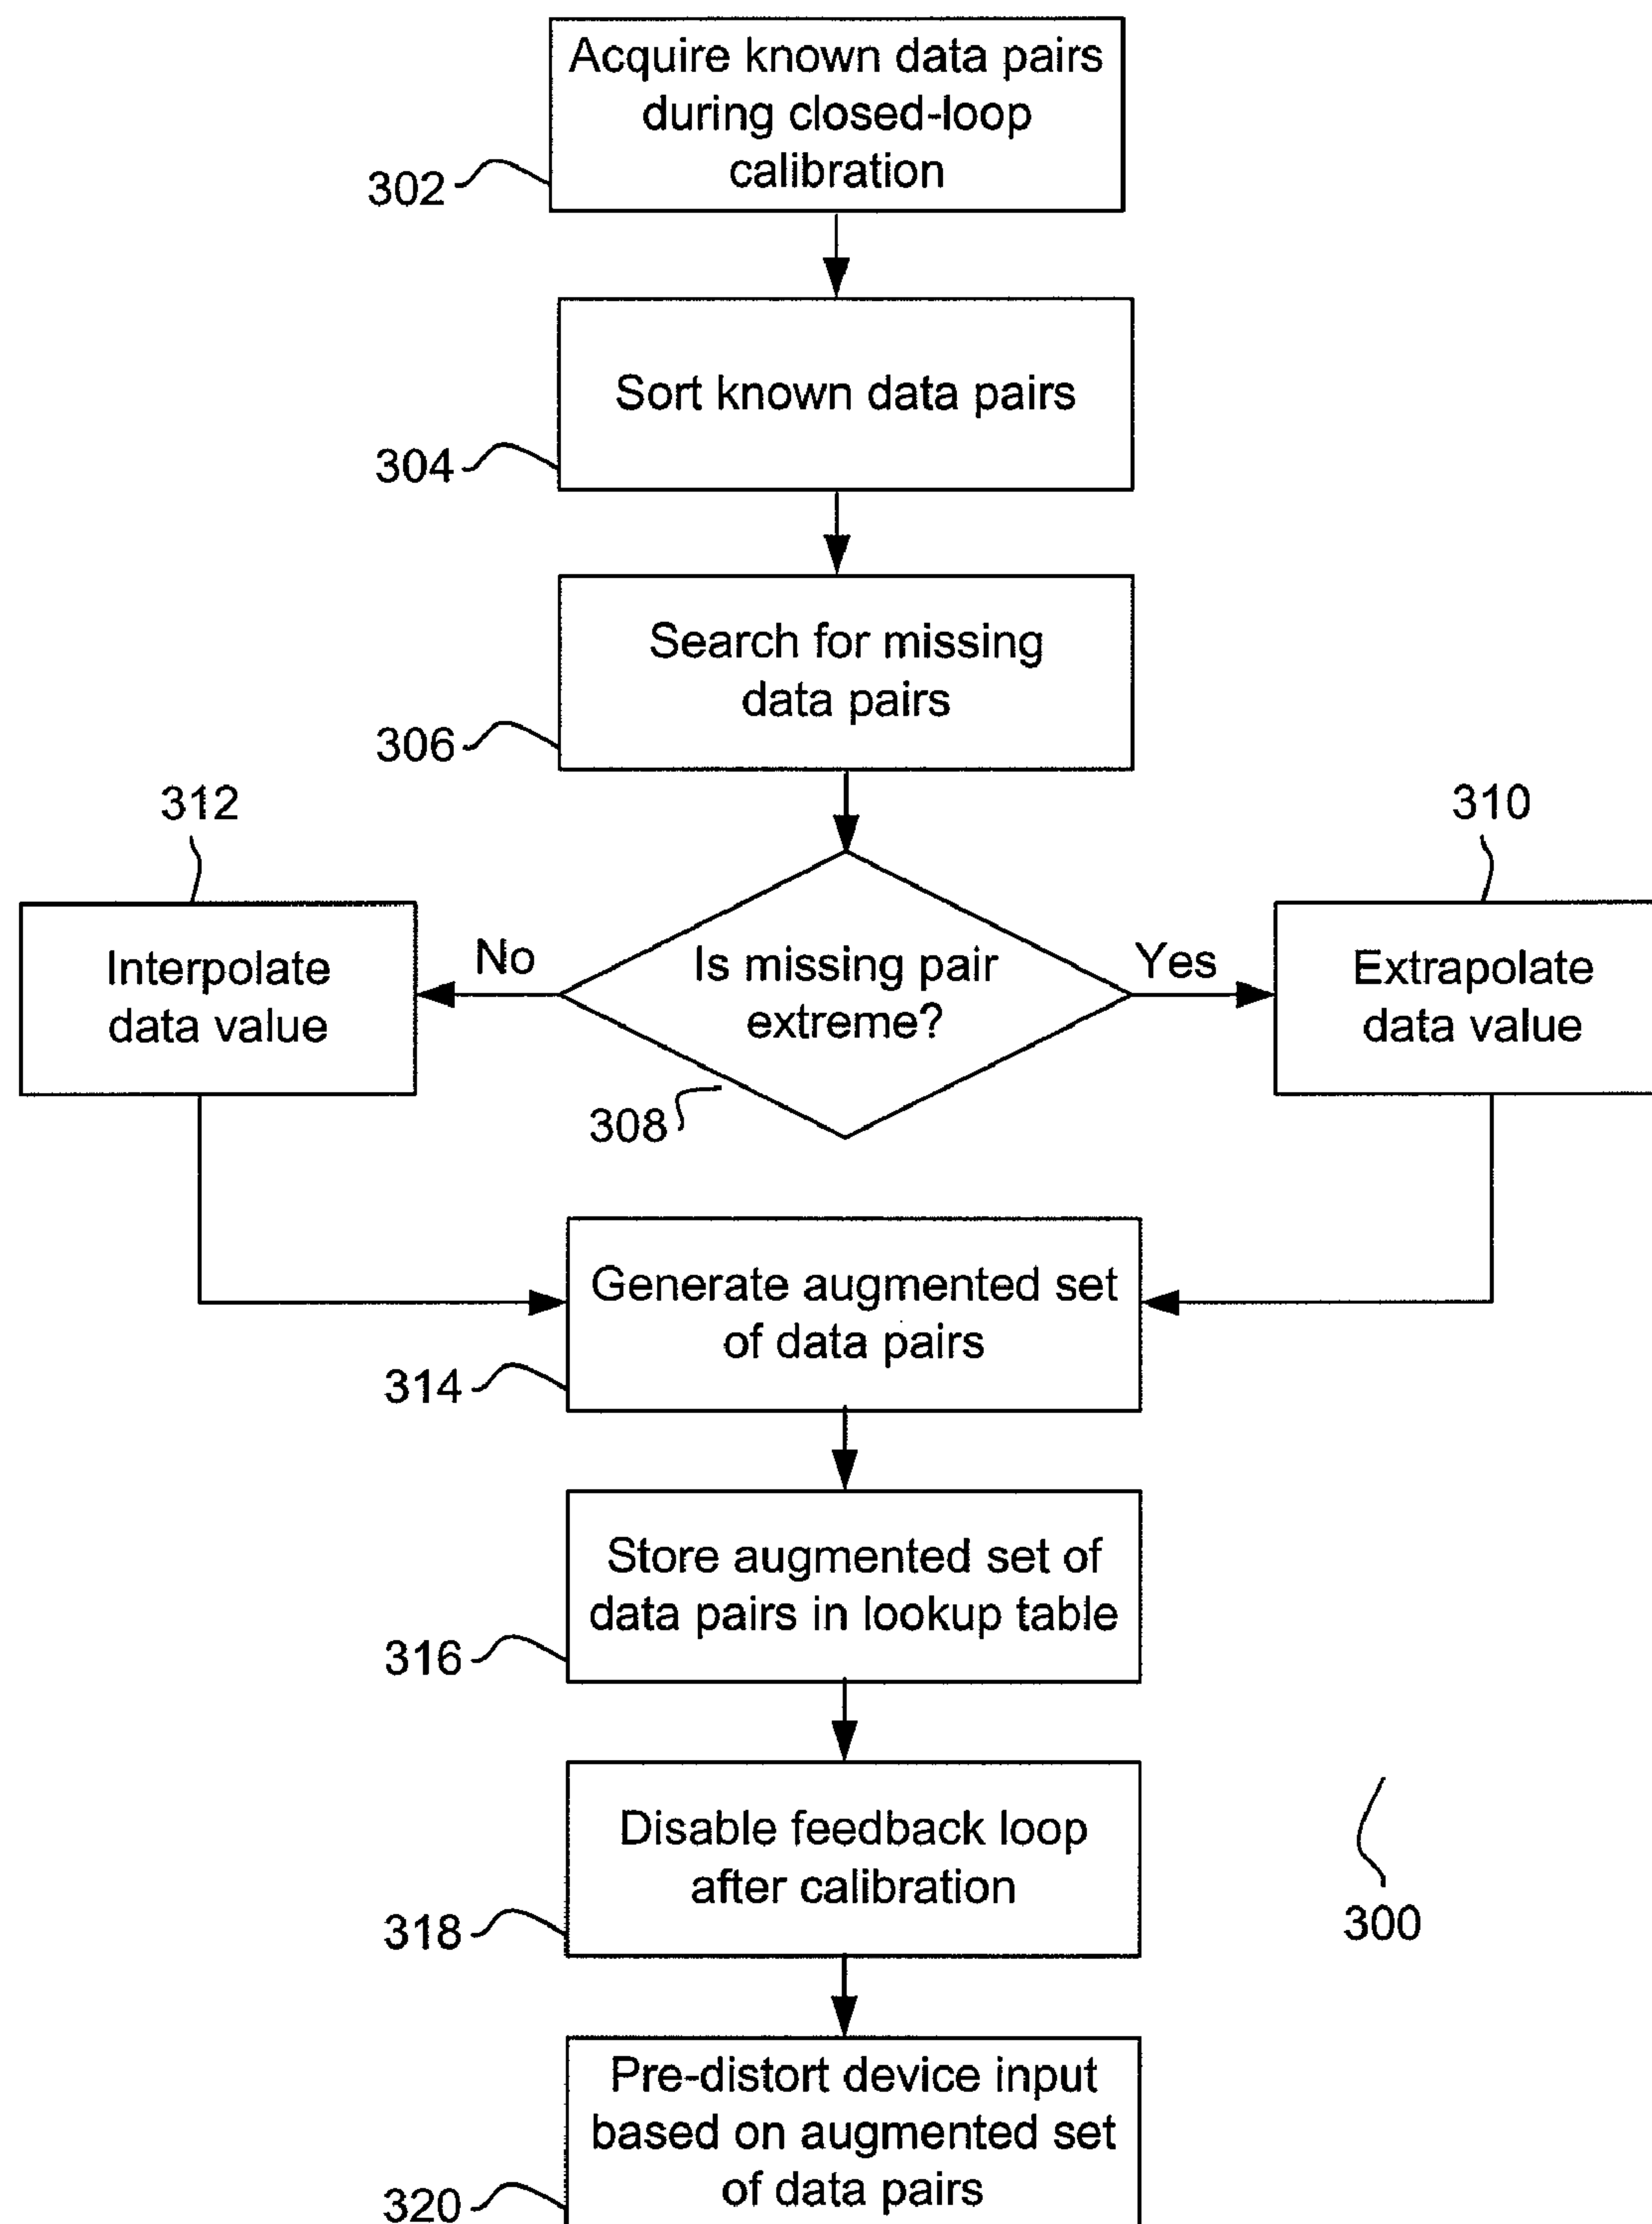 Acquire known data pairs
during closed-loop
calibration
302
Sort known data pairs
304
Search for missing
data pairs
306
312
310
Interpolate
data value
No
Is missing pair
extreme?
Yes
Extrapolate
data value
308
Generate augmented set
of data pairs
314
Store augmented set of
data pairs in lookup table
316
Disable feedback loop
after calibration
318
300
Pre-distort device input
based on augmented set
of data pairs
320